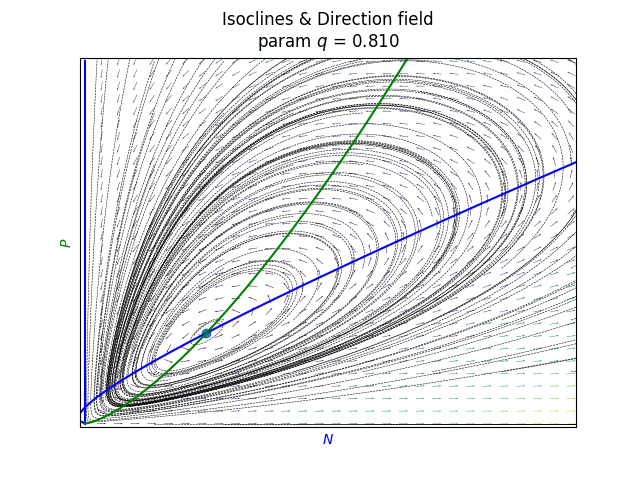 Isoclines & Direction field
param q = 0.810
P
N